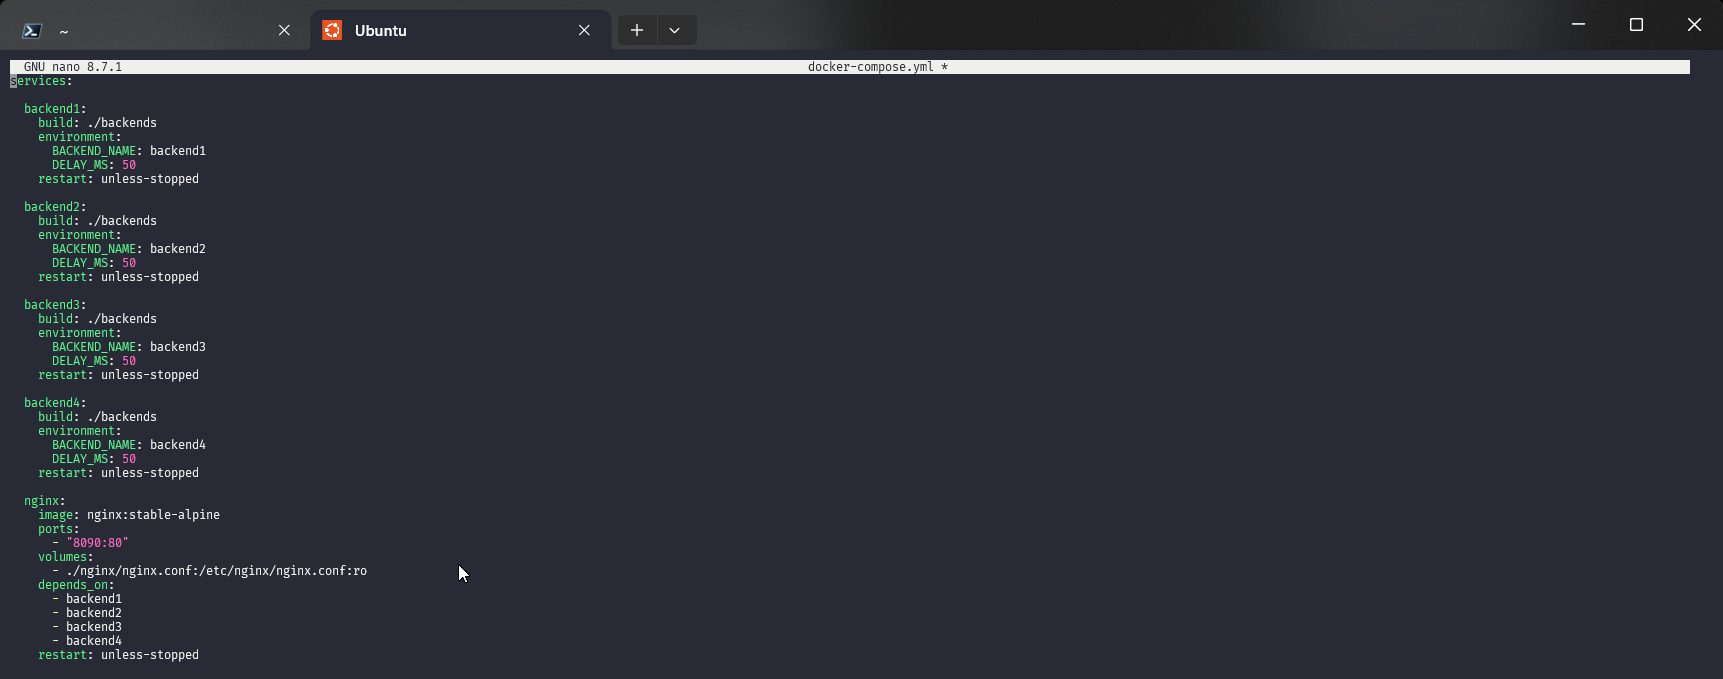 ~
Ubuntu
GNU nano 8.7.1 docker-compose.yml *
services:
backend1:
build: ./backends
environment:
BACKEND_NAME: backend1
DELAY_MS: 50
restart: unless-stopped
backend2:
build: ./backends
environment:
BACKEND_NAME: backend2
DELAY_MS: 50
restart: unless-stopped
backend3:
build: ./backends
environment:
BACKEND_NAME: backend3
DELAY_MS: 50
restart: unless-stopped
backend4:
build: ./backends
environment:
BACKEND_NAME: backend4
DELAY_MS: 50
restart: unless-stopped
nginx:
image: nginx:stable-alpine
ports:
- "8090:80"
volumes:
- ./nginx/nginx.conf:/etc/nginx/nginx.conf:ro
depends_on:
- backend1
- backend2
- backend3
- backend4
restart: unless-stopped